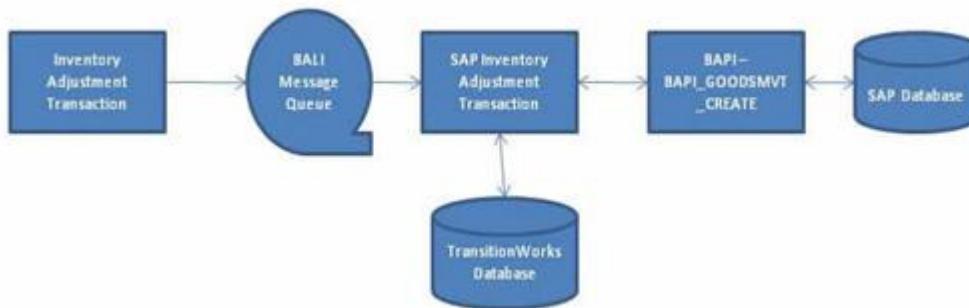 Inventory
Adjustment
Transaction
BALI
Message
Queue
SAP Inventory
Adjustment
Transaction
BAPI –
BAPI_GOODSMVT
_CREATE
SAP Database
TransitionWorks
Database